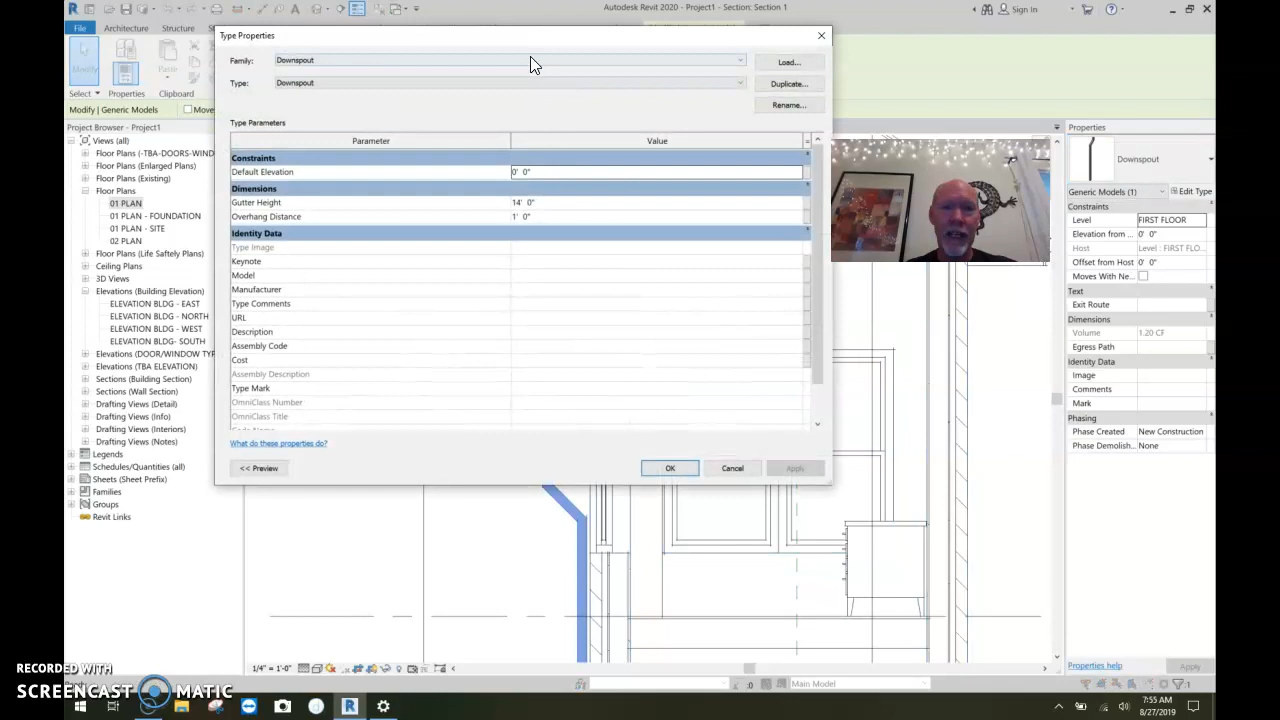 Autodesk Revit 2020 - Project1 - Section: Section 1
Sign In
File
Architecture
Structure
Modify
Properties
Paste
Select
Properties
Clipboard
Modify | Generic Models
Project Browser - Project1
Views (all)
Floor Plans (-TBA-DOORS-WIND
Floor Plans (Enlarged Plans)
Floor Plans (Existing)
Floor Plans
01 PLAN
01 PLAN - FOUNDATION
01 PLAN - SITE
02 PLAN
Floor Plans (Life Saftely Plans)
Ceiling Plans
3D Views
Elevations (Building Elevation)
ELEVATION BLDG - EAST
ELEVATION BLDG - NORTH
ELEVATION BLDG - WEST
ELEVATION BLDG- SOUTH
Elevations (DOOR/WINDOW TYP
Elevations (TBA ELEVATION)
Sections (Building Section)
Sections (Wall Section)
Drafting Views (Detail)
Drafting Views (Info)
Drafting Views (Interiors)
Drafting Views (Notes)
Legends
Schedules/Quantities (all)
Sheets (Sheet Prefix)
Families
Groups
Revit Links
Type Properties
Family: Downspout Load...
Type: Downspout Duplicate...
Rename...
Type Parameters
Parameter Value =
Constraints
Default Elevation 0' 0"
Dimensions
Gutter Height 14' 0"
Overhang Distance 1' 0"
Identity Data
Type Image
Keynote
Model
Manufacturer
Type Comments
URL
Description
Assembly Code
Cost
Assembly Description
Type Mark
OmniClass Number
OmniClass Title
What do these properties do?
<< Preview OK Cancel Apply
Properties
Downspout
Generic Models (1) Edit Type
Constraints
Level FIRST FLOOR
Elevation from ... 0' 0"
Host Level : FIRST FLO...
Offset from Host 0' 0"
Moves With Ne...
Text
Exit Route
Dimensions
Volume 1.20 CF
Egress Path
Identity Data
Image
Comments
Mark
Phasing
Phase Created New Construction
Phase Demolish... None
Properties help Apply
1/4" = 1'-0"
:0 Main Model
:1
RECORDED WITH
SCREENCAST MATIC
7:55 AM
8/27/2019